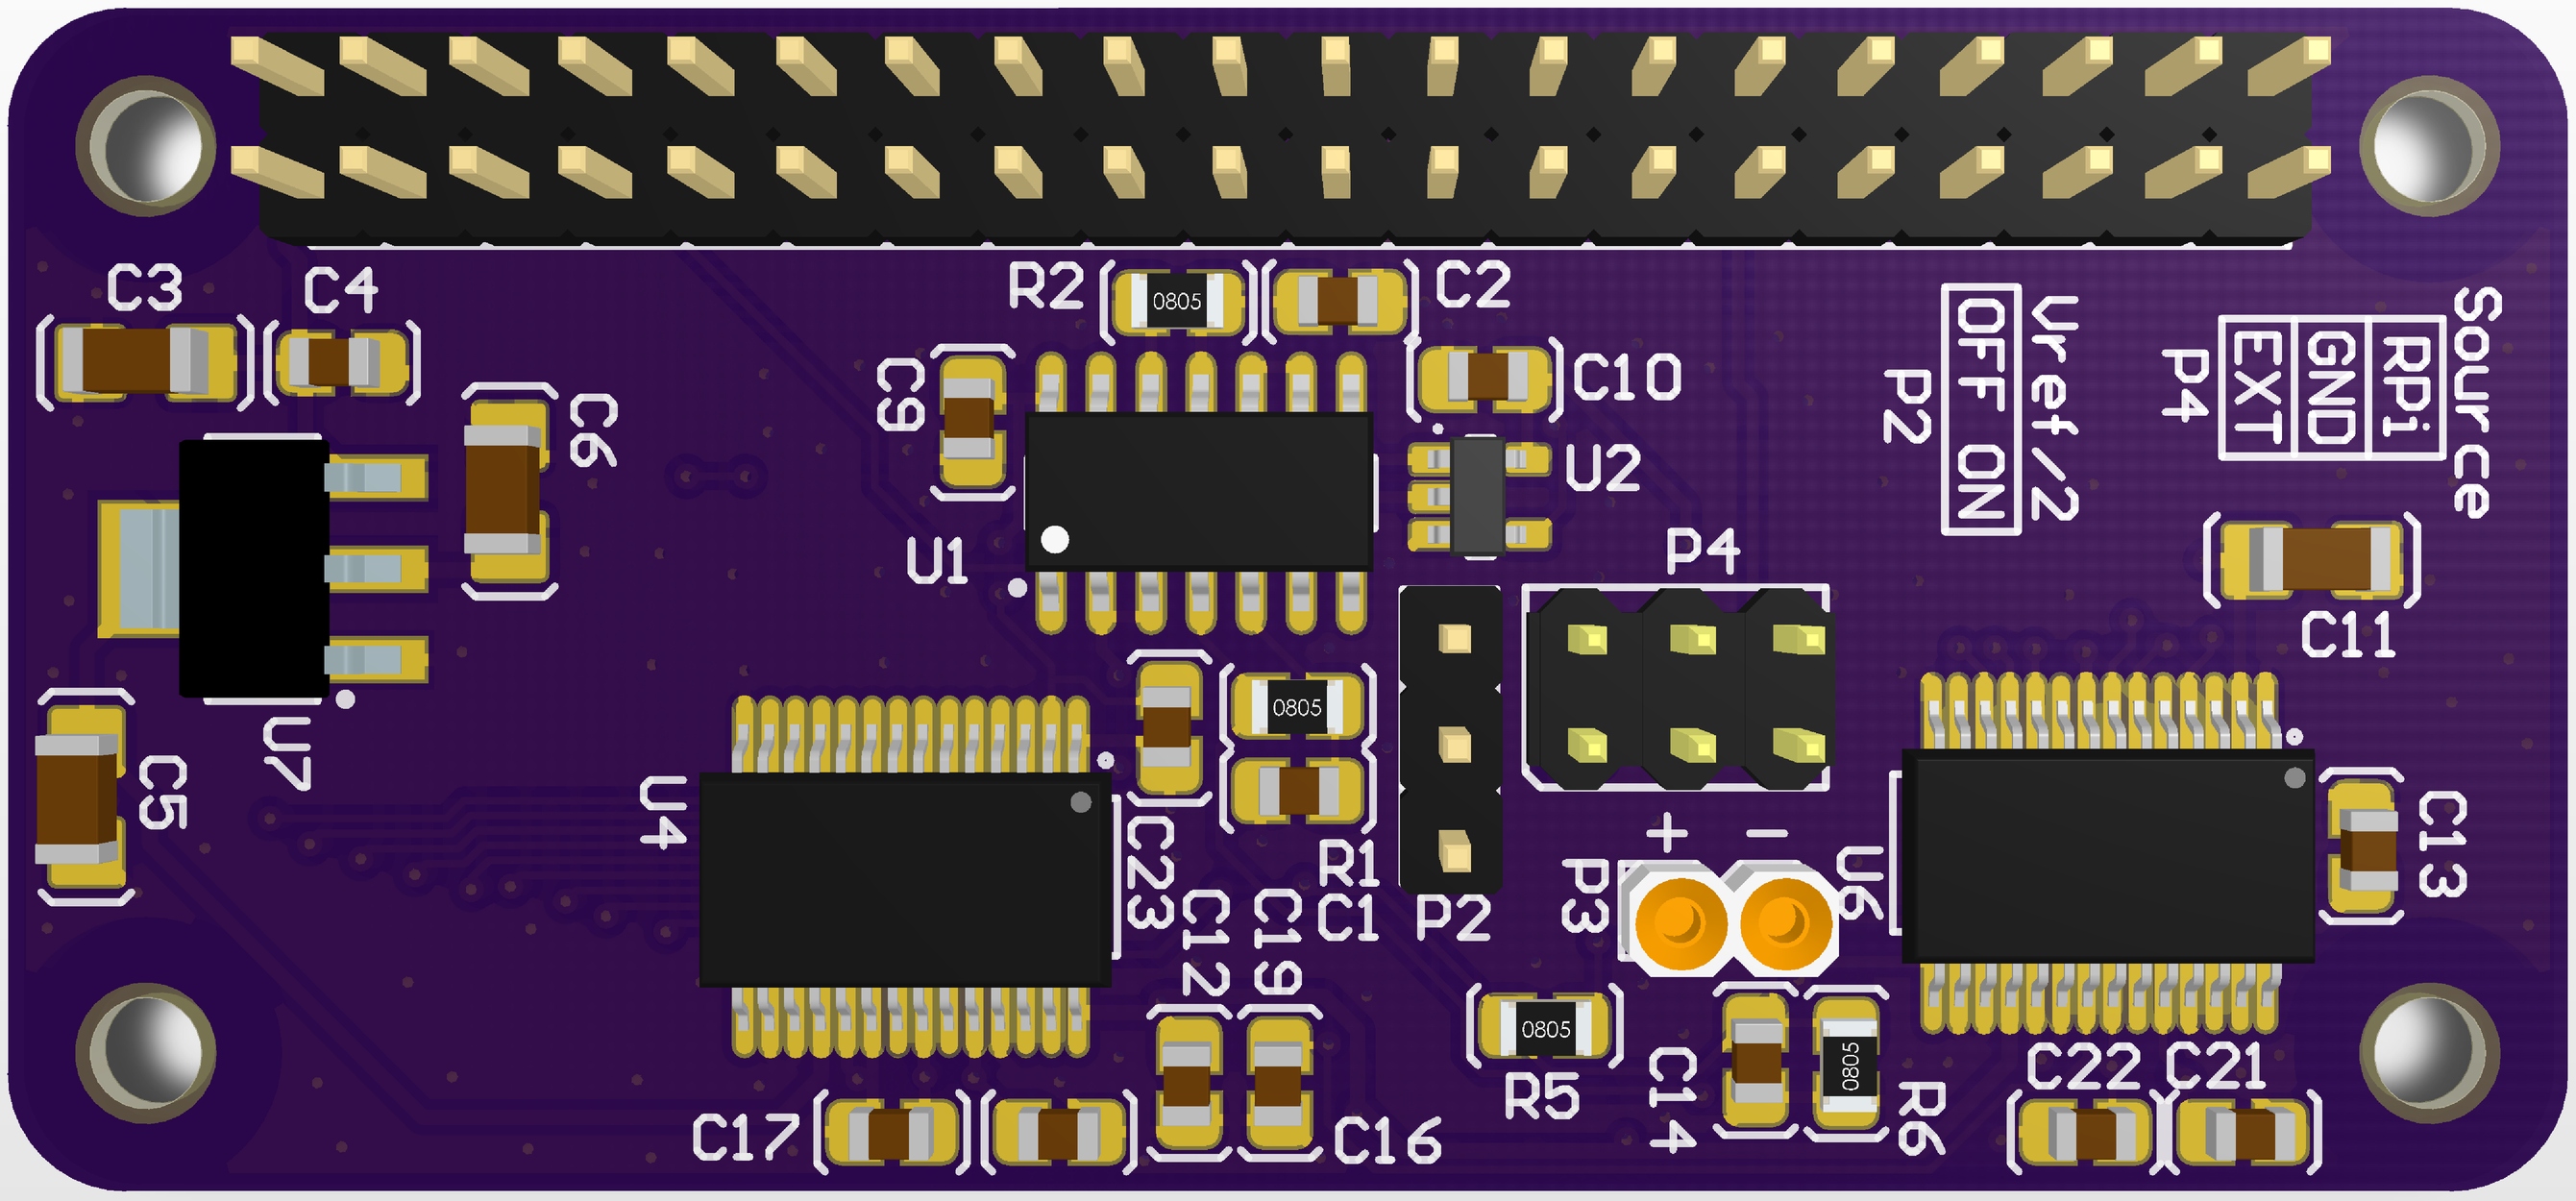 C3
C4
R2
0805
C2
C9
C10
C6
U2
U1
P2
OFF ON
Vref/2
P4
EXT
GND
RPi
Source
P4
C11
U7
C5
U4
0805
C23
R1
C1
P2
+ −
P3
U6
C13
C12
C19
0805
R5
C14
0805
R6
C22
C21
C17
C16